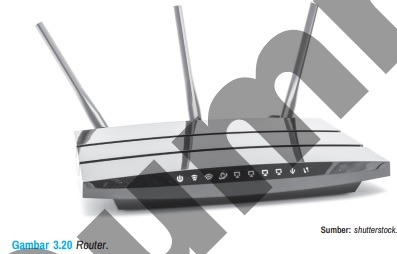 Sumber: shutterstock.
Gambar 3.20 Router.